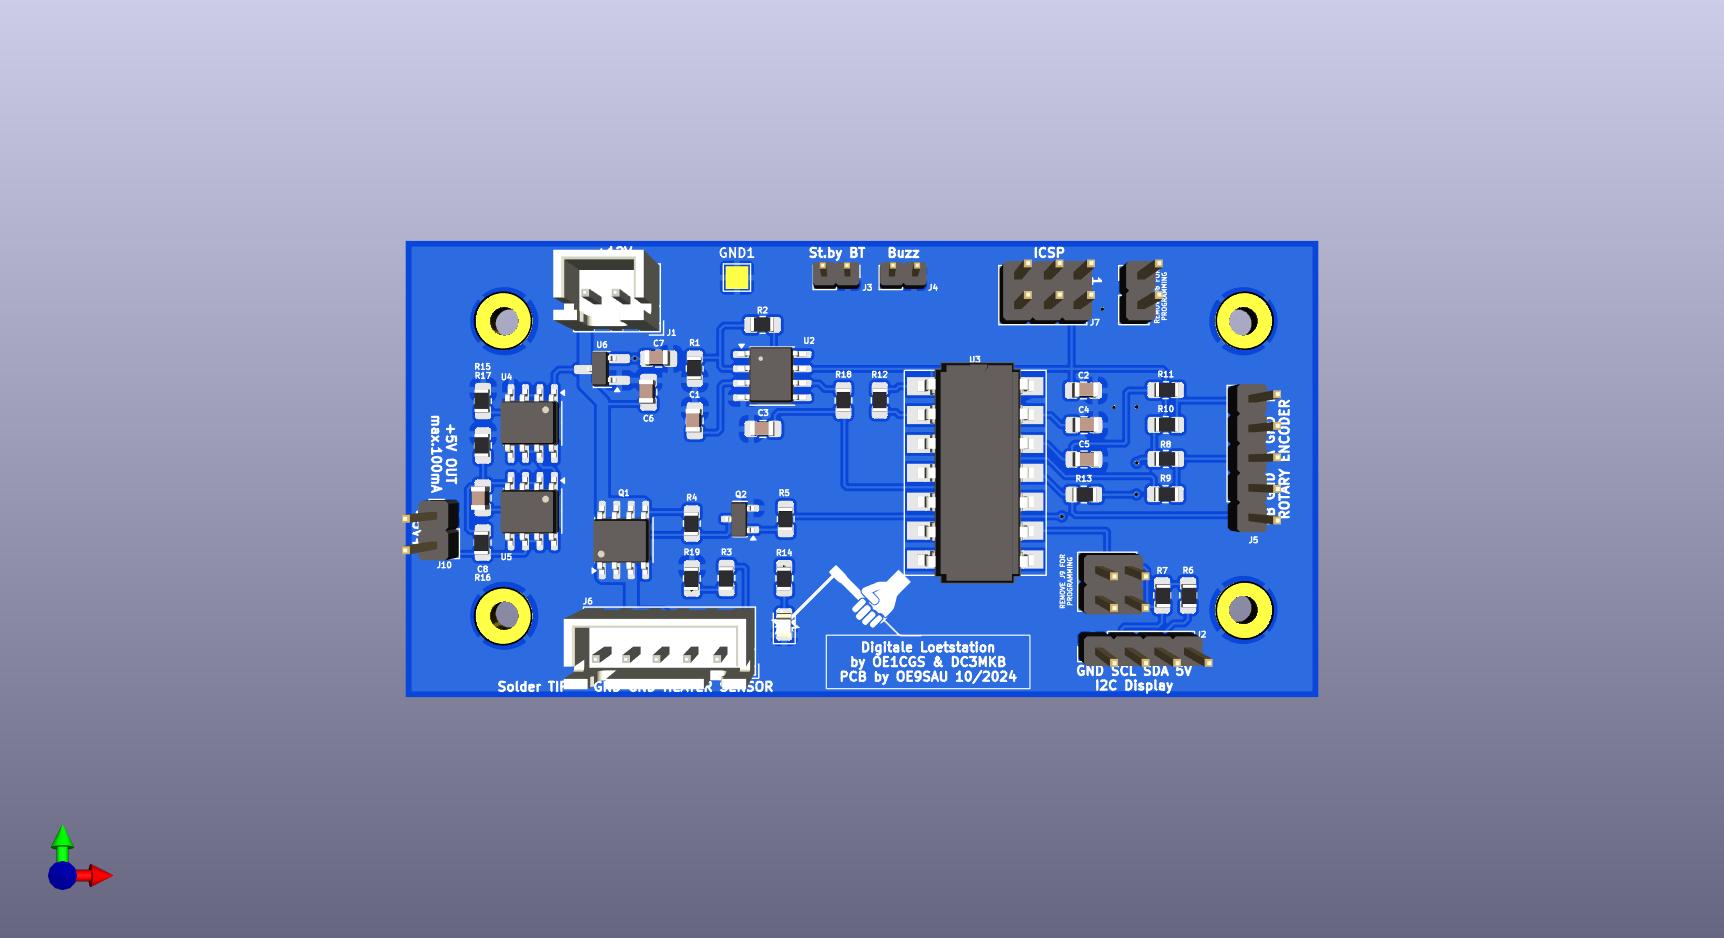 +12V
GND1
St.by BT
Buzz
ICSP
J3
J4
1
J7
PROGRAMMING
J1
R2
U6
C7
R1
U2
U3
R15
R17
U4
R18
R12
C2
R11
C6
C1
C3
C4
R10
+5V OUT
max.100mA
C5
R8
ROTARY ENCODER
R13
R9
Q1
R4
Q2
R5
J5
J10
U5
C8
R16
R19
R3
R14
REMOVE J9 FOR
PROGRAMMING
R7
R6
J6
J2
Digitale Loetstation
by OE1CGS & DC3MKB
PCB by OE9SAU 10/2024
GND SCL SDA 5V
I2C Display
Solder TIP GND GND HEATER SENSOR